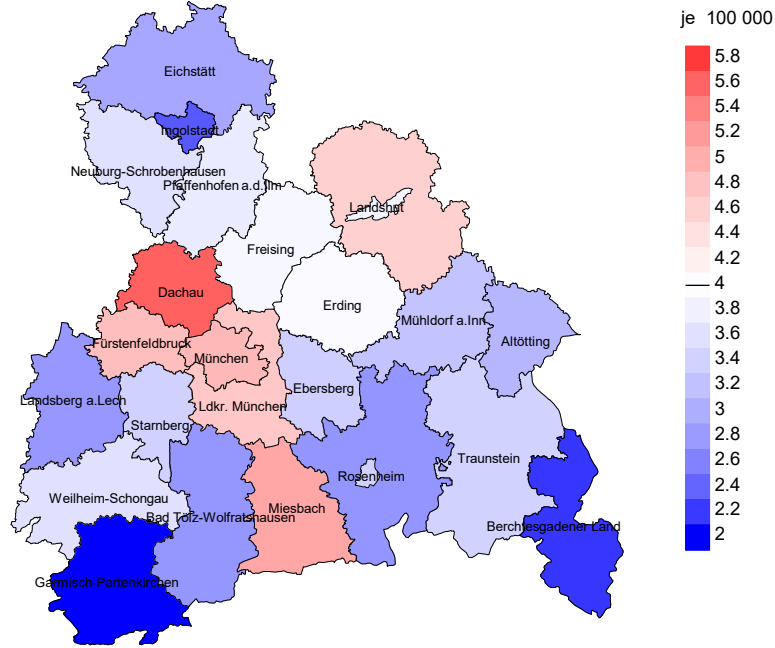 je 100 000
5.8
5.6
5.4
5.2
5
4.8
4.6
4.4
4.2
4
3.8
3.6
3.4
3.2
3
2.8
2.6
2.4
2.2
2
Eichstätt
Ingolstadt
Neuburg-Schrobenhausen
Pfaffenhofen a.d.Ilm
Landshut
Freising
Dachau
Erding
Mühldorf a.Inn
Altötting
Fürstenfeldbruck
München
Ebersberg
Landsberg a.Lech
Ldkr. München
Starnberg
Traunstein
Rosenheim
Weilheim-Schongau
Miesbach
Bad Tölz-Wolfratshausen
Berchtesgadener Land
Garmisch-Partenkirchen